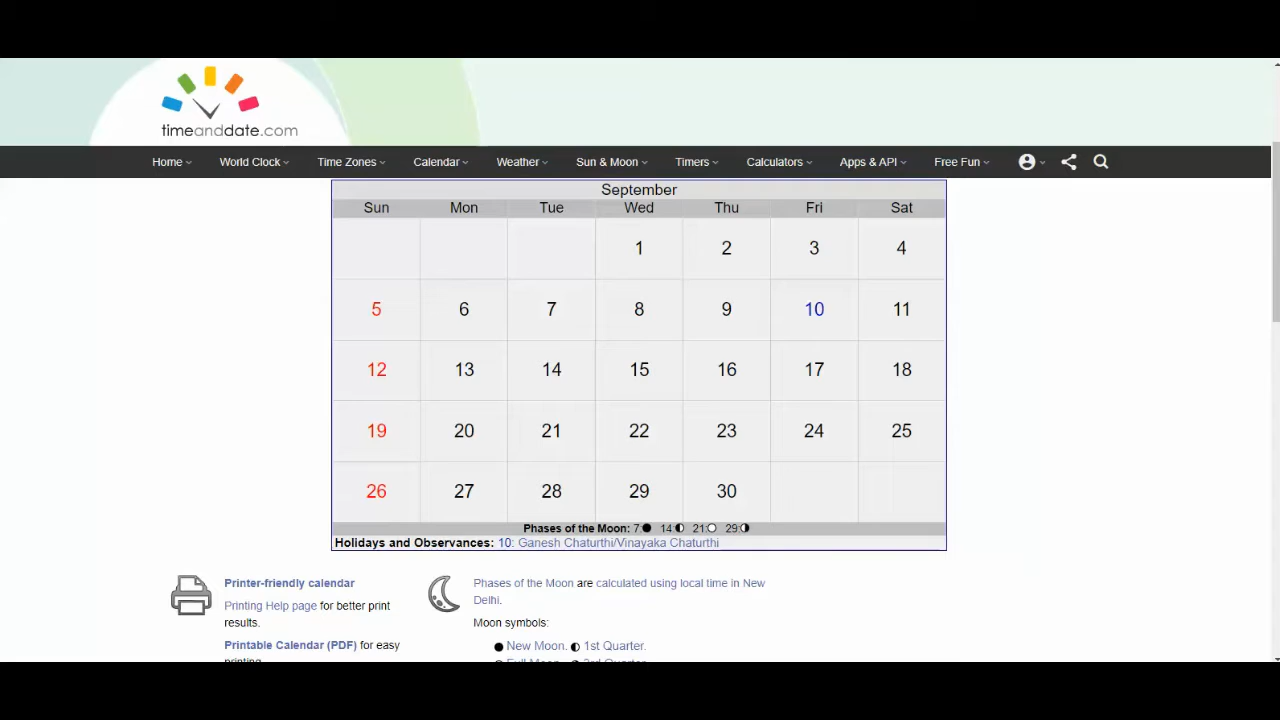 timeanddate.com
Home World Clock Time Zones Calendar Weather Sun & Moon Timers Calculators Apps & API Free Fun
September
Sun Mon Tue Wed Thu Fri Sat
1 2 3 4
5 6 7 8 9 10 11
12 13 14 15 16 17 18
19 20 21 22 23 24 25
26 27 28 29 30
Phases of the Moon: 7: 14: 21: 29:
Holidays and Observances: 10: Ganesh Chaturthi/Vinayaka Chaturthi
Printer-friendly calendar
Printing Help page for better print
results.
Printable Calendar (PDF) for easy
printing
Phases of the Moon are calculated using local time in New
Delhi.
Moon symbols:
New Moon. 1st Quarter.
Full Moon. 3rd Quarter.